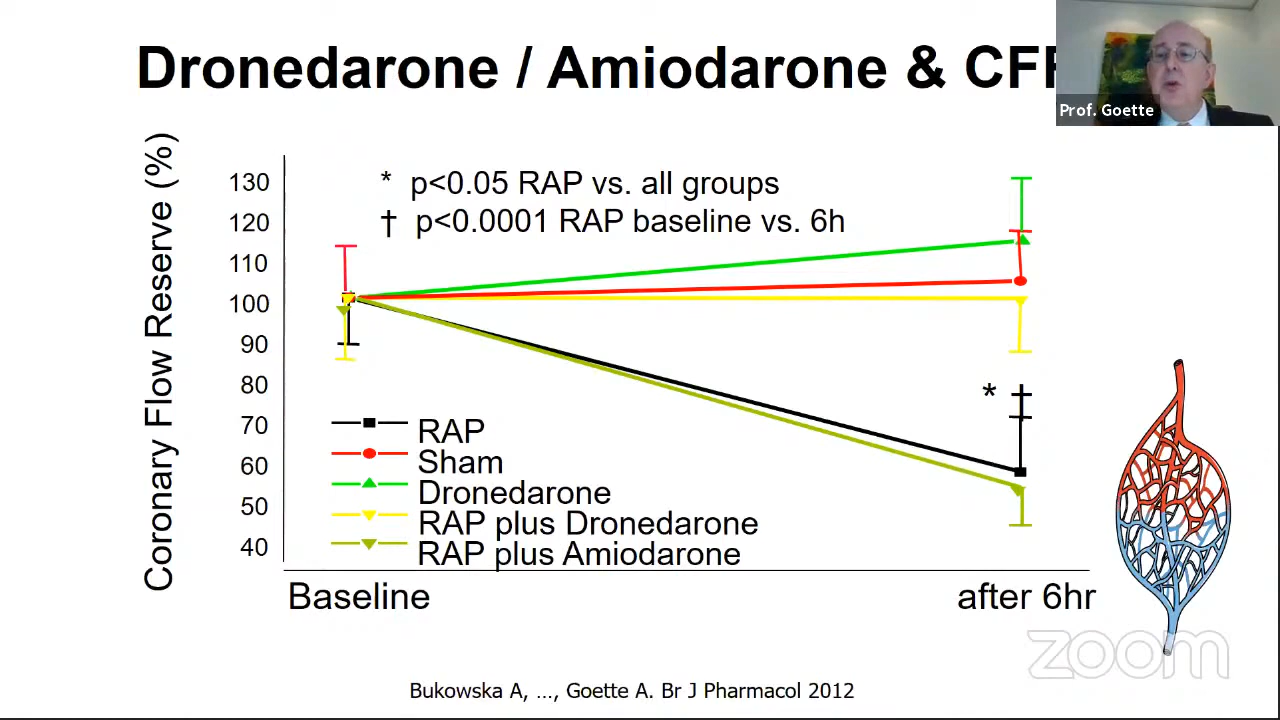 Dronedarone / Amiodarone & CFR
Prof. Goette
Coronary Flow Reserve (%)
130
120
110
100
90
80
70
60
50
40
* p<0.05 RAP vs. all groups
† p<0.0001 RAP baseline vs. 6h
* ‡
RAP
Sham
Dronedarone
RAP plus Dronedarone
RAP plus Amiodarone
Baseline
after 6hr
zoom
Bukowska A, ..., Goette A. Br J Pharmacol 2012